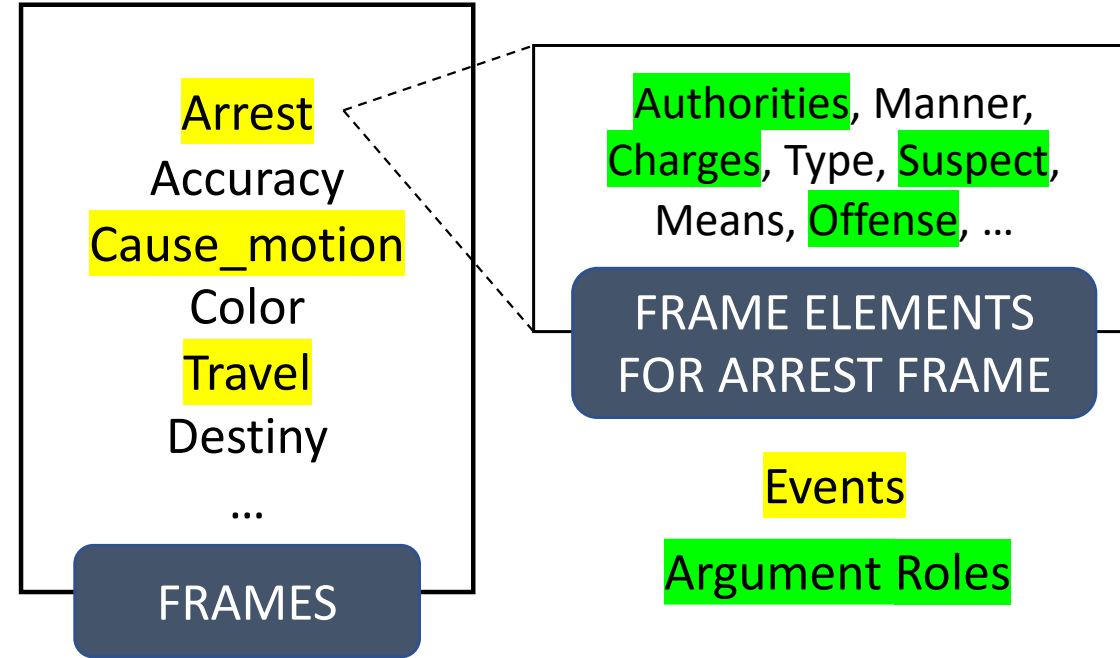 Arrest
Accuracy
Cause_motion
Color
Travel
Destiny
...
FRAMES
Authorities, Manner,
Charges, Type, Suspect,
Means, Offense, ...
FRAME ELEMENTS
FOR ARREST FRAME
Events
Argument Roles